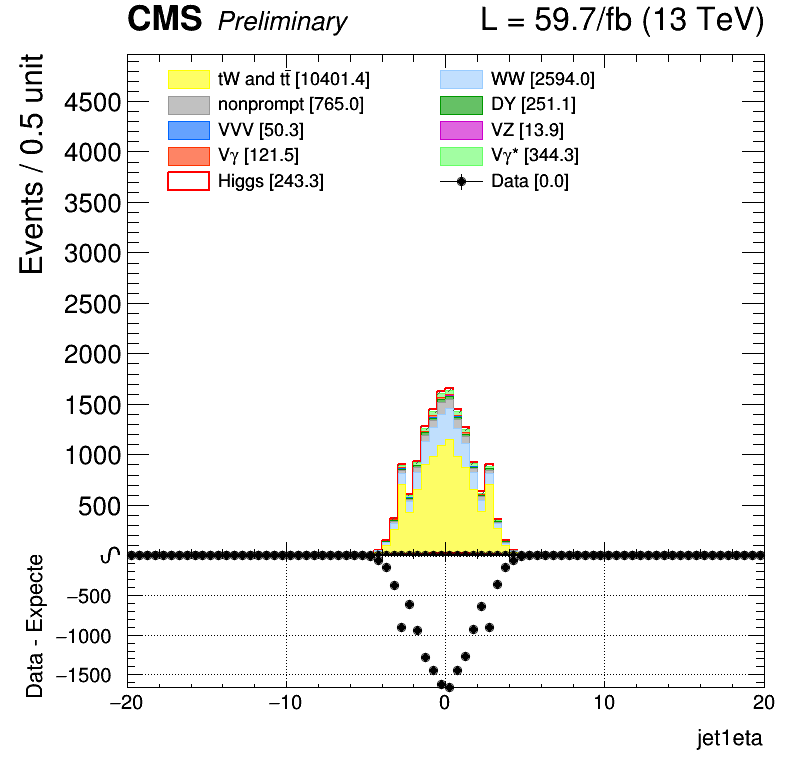 CMS Preliminary L = 59.7/fb (13 TeV)
Events / 0.5 unit
tW and tt̄ [10401.4] WW [2594.0]
nonprompt [765.0] DY [251.1]
VVV [50.3] VZ [13.9]
Vγ [121.5] Vγ* [344.3]
Higgs [243.3] Data [0.0]
4500
4000
3500
3000
2500
2000
1500
1000
500
0
Data - Expecte
−500
−1000
−1500
−20 −10 0 10 20
jet1eta